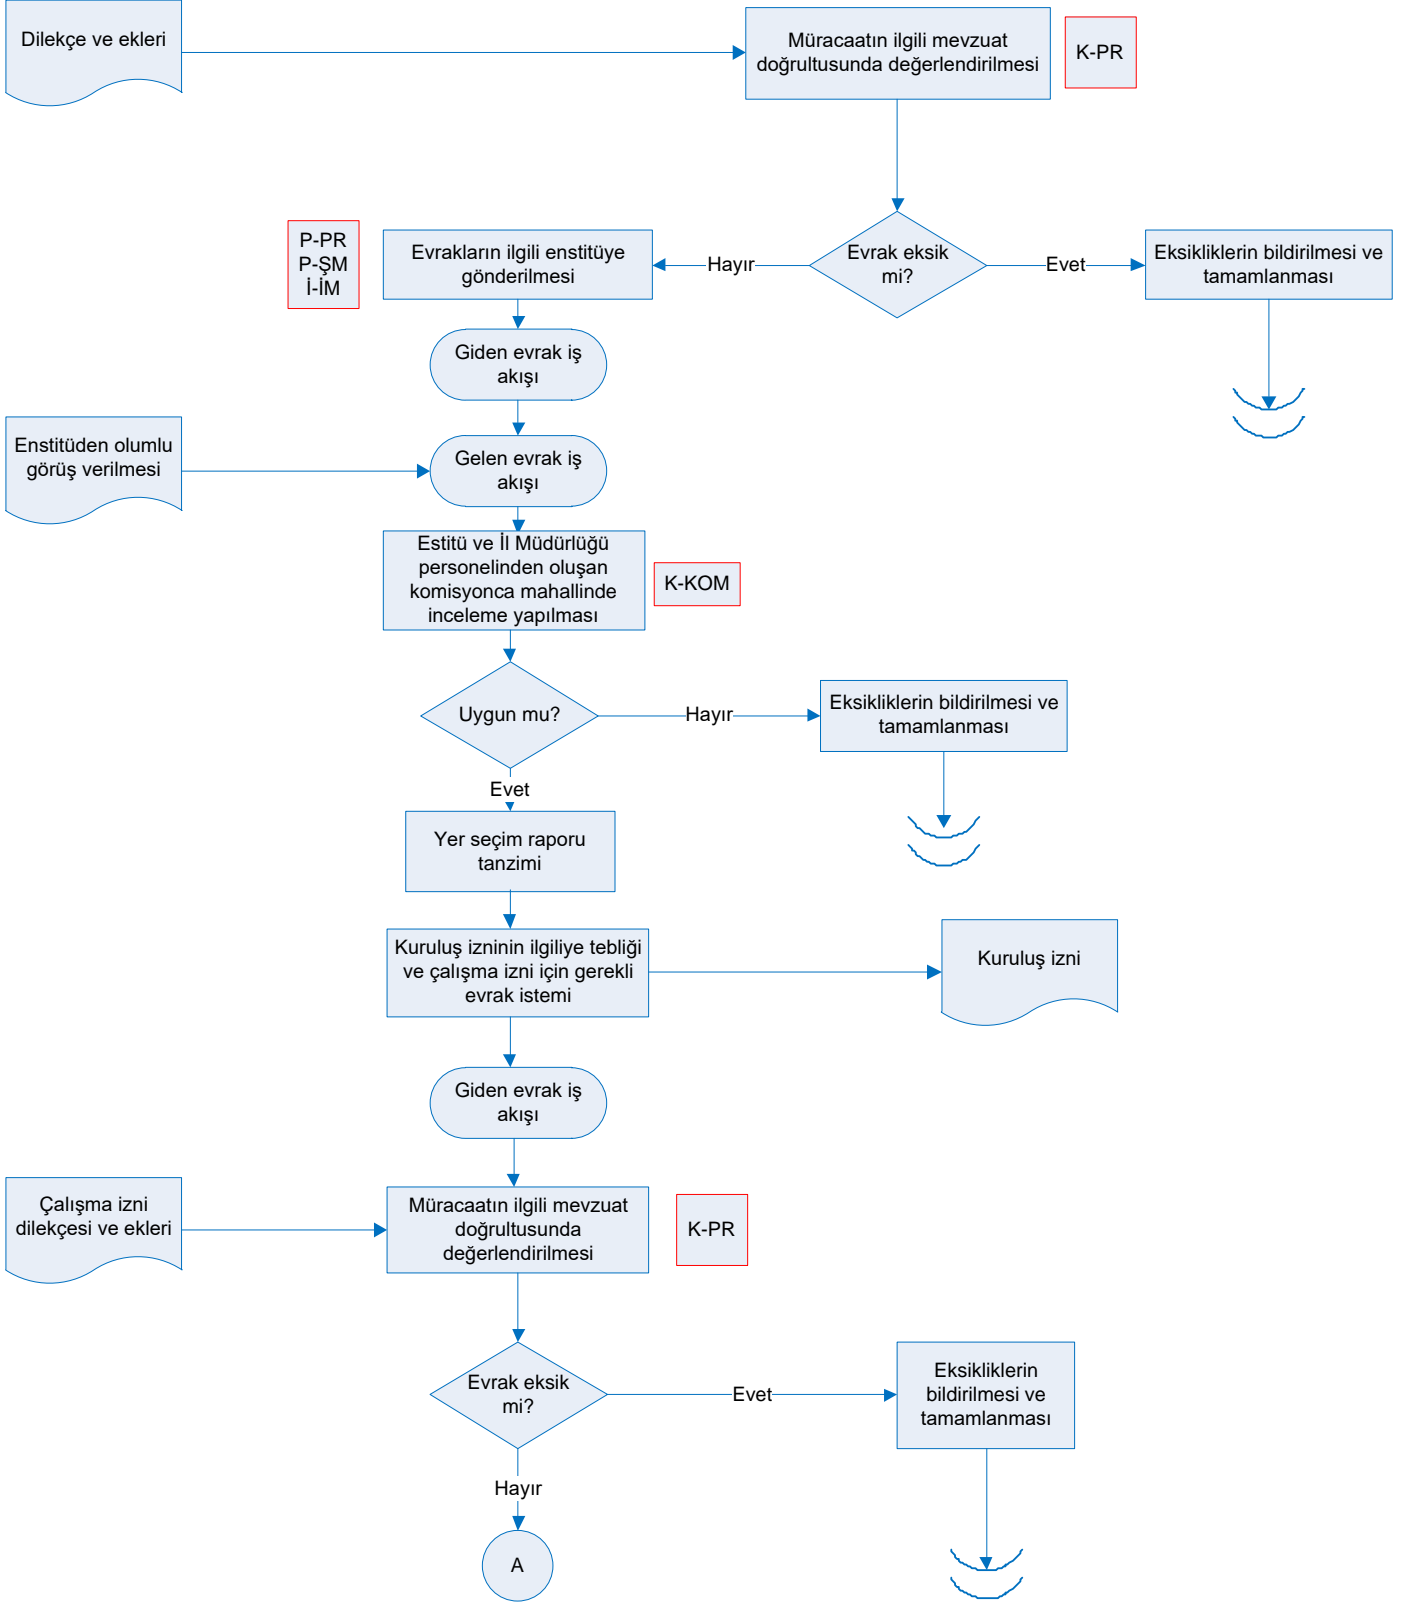 Dilekçe ve ekleri
Müracaatın ilgili mevzuat
doğrultusunda değerlendirilmesi
K-PR
P-PR
P-ŞM
İ-İM
Evrakların ilgili enstitüye
gönderilmesi
Hayır
Evrak eksik
mi?
Evet
Eksikliklerin bildirilmesi ve
tamamlanması
Giden evrak iş
akışı
Enstitüden olumlu
görüş verilmesi
Gelen evrak iş
akışı
Estitü ve İl Müdürlüğü
personelinden oluşan
komisyonca mahallinde
inceleme yapılması
K-KOM
Uygun mu?
Hayır
Eksikliklerin bildirilmesi ve
tamamlanması
Evet
Yer seçim raporu
tanzimi
Kuruluş izninin ilgiliye tebliği
ve çalışma izni için gerekli
evrak istemi
Kuruluş izni
Giden evrak iş
akışı
Çalışma izni
dilekçesi ve ekleri
Müracaatın ilgili mevzuat
doğrultusunda
değerlendirilmesi
K-PR
Evrak eksik
mi?
Evet
Eksikliklerin
bildirilmesi ve
tamamlanması
Hayır
A